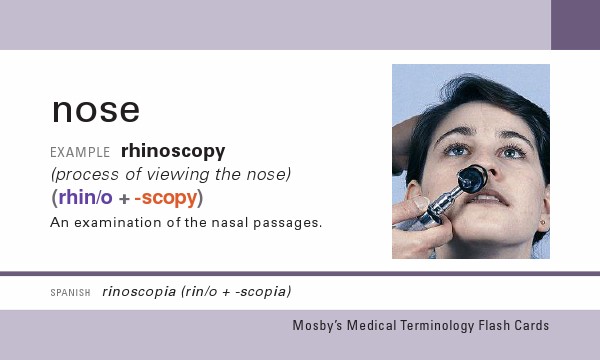 nose
EXAMPLE rhinoscopy
(process of viewing the nose)
(rhin/o + -scopy)
An examination of the nasal passages.
SPANISH rinoscopia (rin/o + -scopia)
Mosby's Medical Terminology Flash Cards